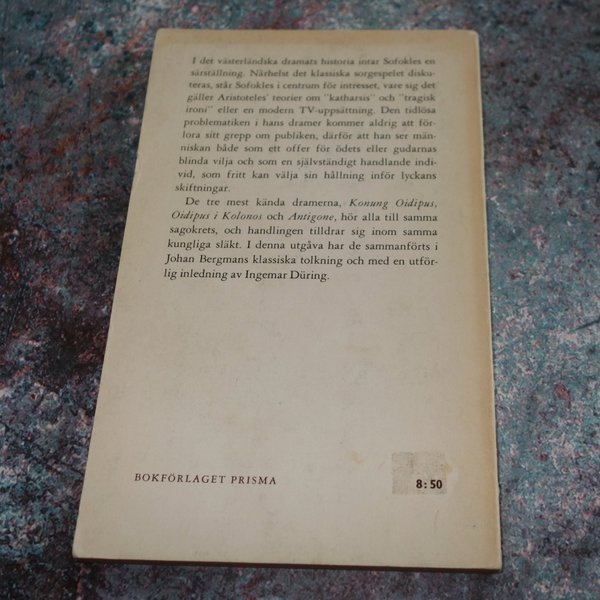 I det västerländska dramats historia intar Sofokles en
särställning. Närhelst det klassiska sorgespelet disku-
teras, står Sofokles i centrum för intresset, vare sig det
gäller Aristoteles' teorier om "katharsis" och "tragisk
ironi" eller en modern TV-uppsättning. Den tidlösa
problematiken i hans dramer kommer aldrig att för-
lora sitt grepp om publiken, därför att han ser män-
niskan både som ett offer för ödets eller gudarnas
blinda vilja och som en självständigt handlande indi-
vid, som fritt kan välja sin hållning inför lyckans
skiftningar.
De tre mest kända dramerna, Konung Oidipus,
Oidipus i Kolonos och Antigone, hör alla till samma
sagokrets, och handlingen tilldrar sig inom samma
kungliga släkt. I denna utgåva har de sammanförts i
Johan Bergmans klassiska tolkning och med en utför-
lig inledning av Ingemar Düring.
BOKFÖRLAGET PRISMA
8:50